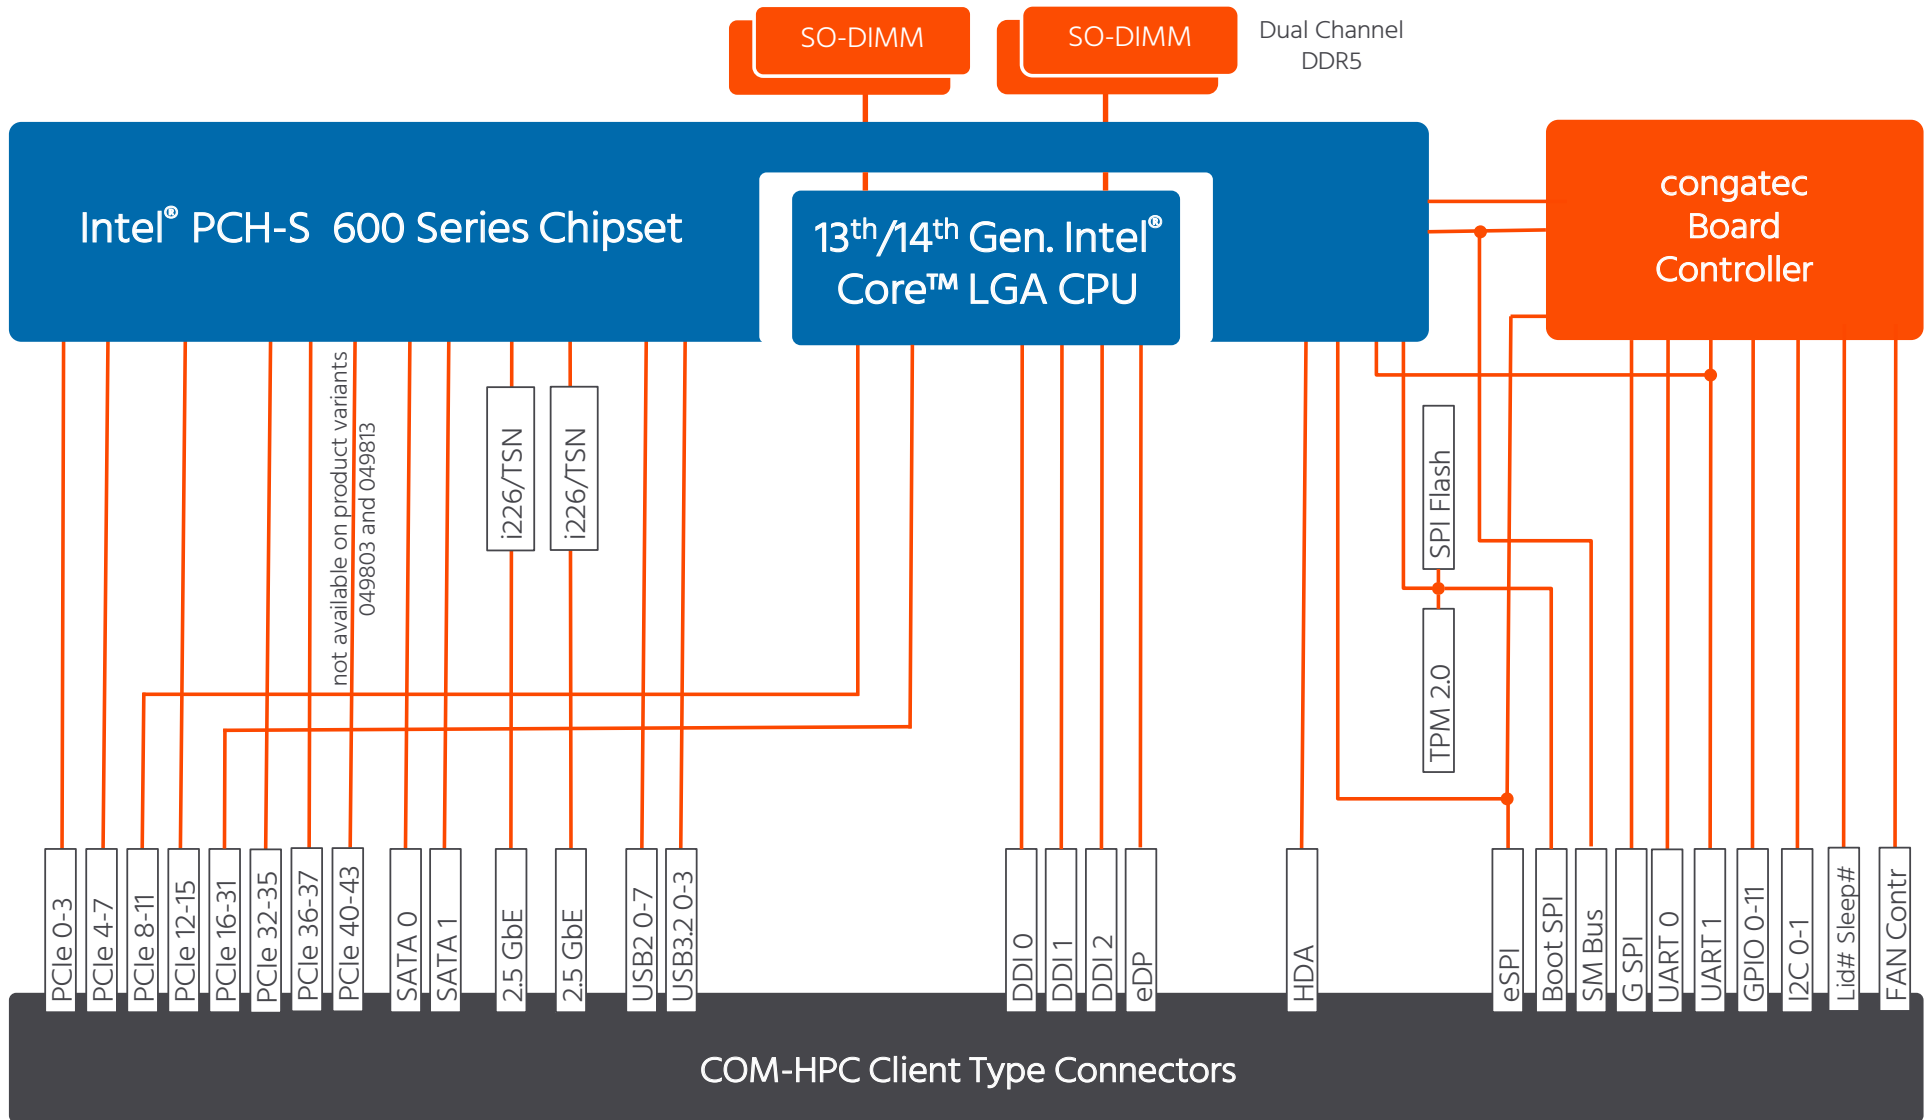 SO-DIMM
SO-DIMM
Dual Channel
DDR5
Intel® PCH-S 600 Series Chipset
13th/14th Gen. Intel®
Core™ LGA CPU
congatec
Board
Controller
not available on product variants
049803 and 049813
i226/TSN
i226/TSN
SPI Flash
TPM 2.0
PCIe 0-3
PCIe 4-7
PCIe 8-11
PCIe 12-15
PCIe 16-31
PCIe 32-35
PCIe 36-37
PCIe 40-43
SATA 0
SATA 1
2.5 GbE
2.5 GbE
USB2 0-7
USB3.2 0-3
DDI 0
DDI 1
DDI 2
eDP
HDA
eSPI
Boot SPI
SM Bus
G SPI
UART 0
UART 1
GPIO 0-11
I2C 0-1
Lid# Sleep#
FAN Contr
COM-HPC Client Type Connectors